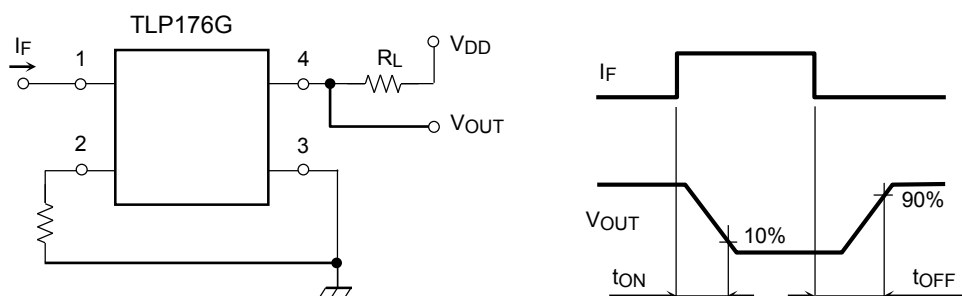 TLP176G
IF
1
4
RL
VDD
VOUT
2
3
IF
VOUT
10%
90%
tON
tOFF